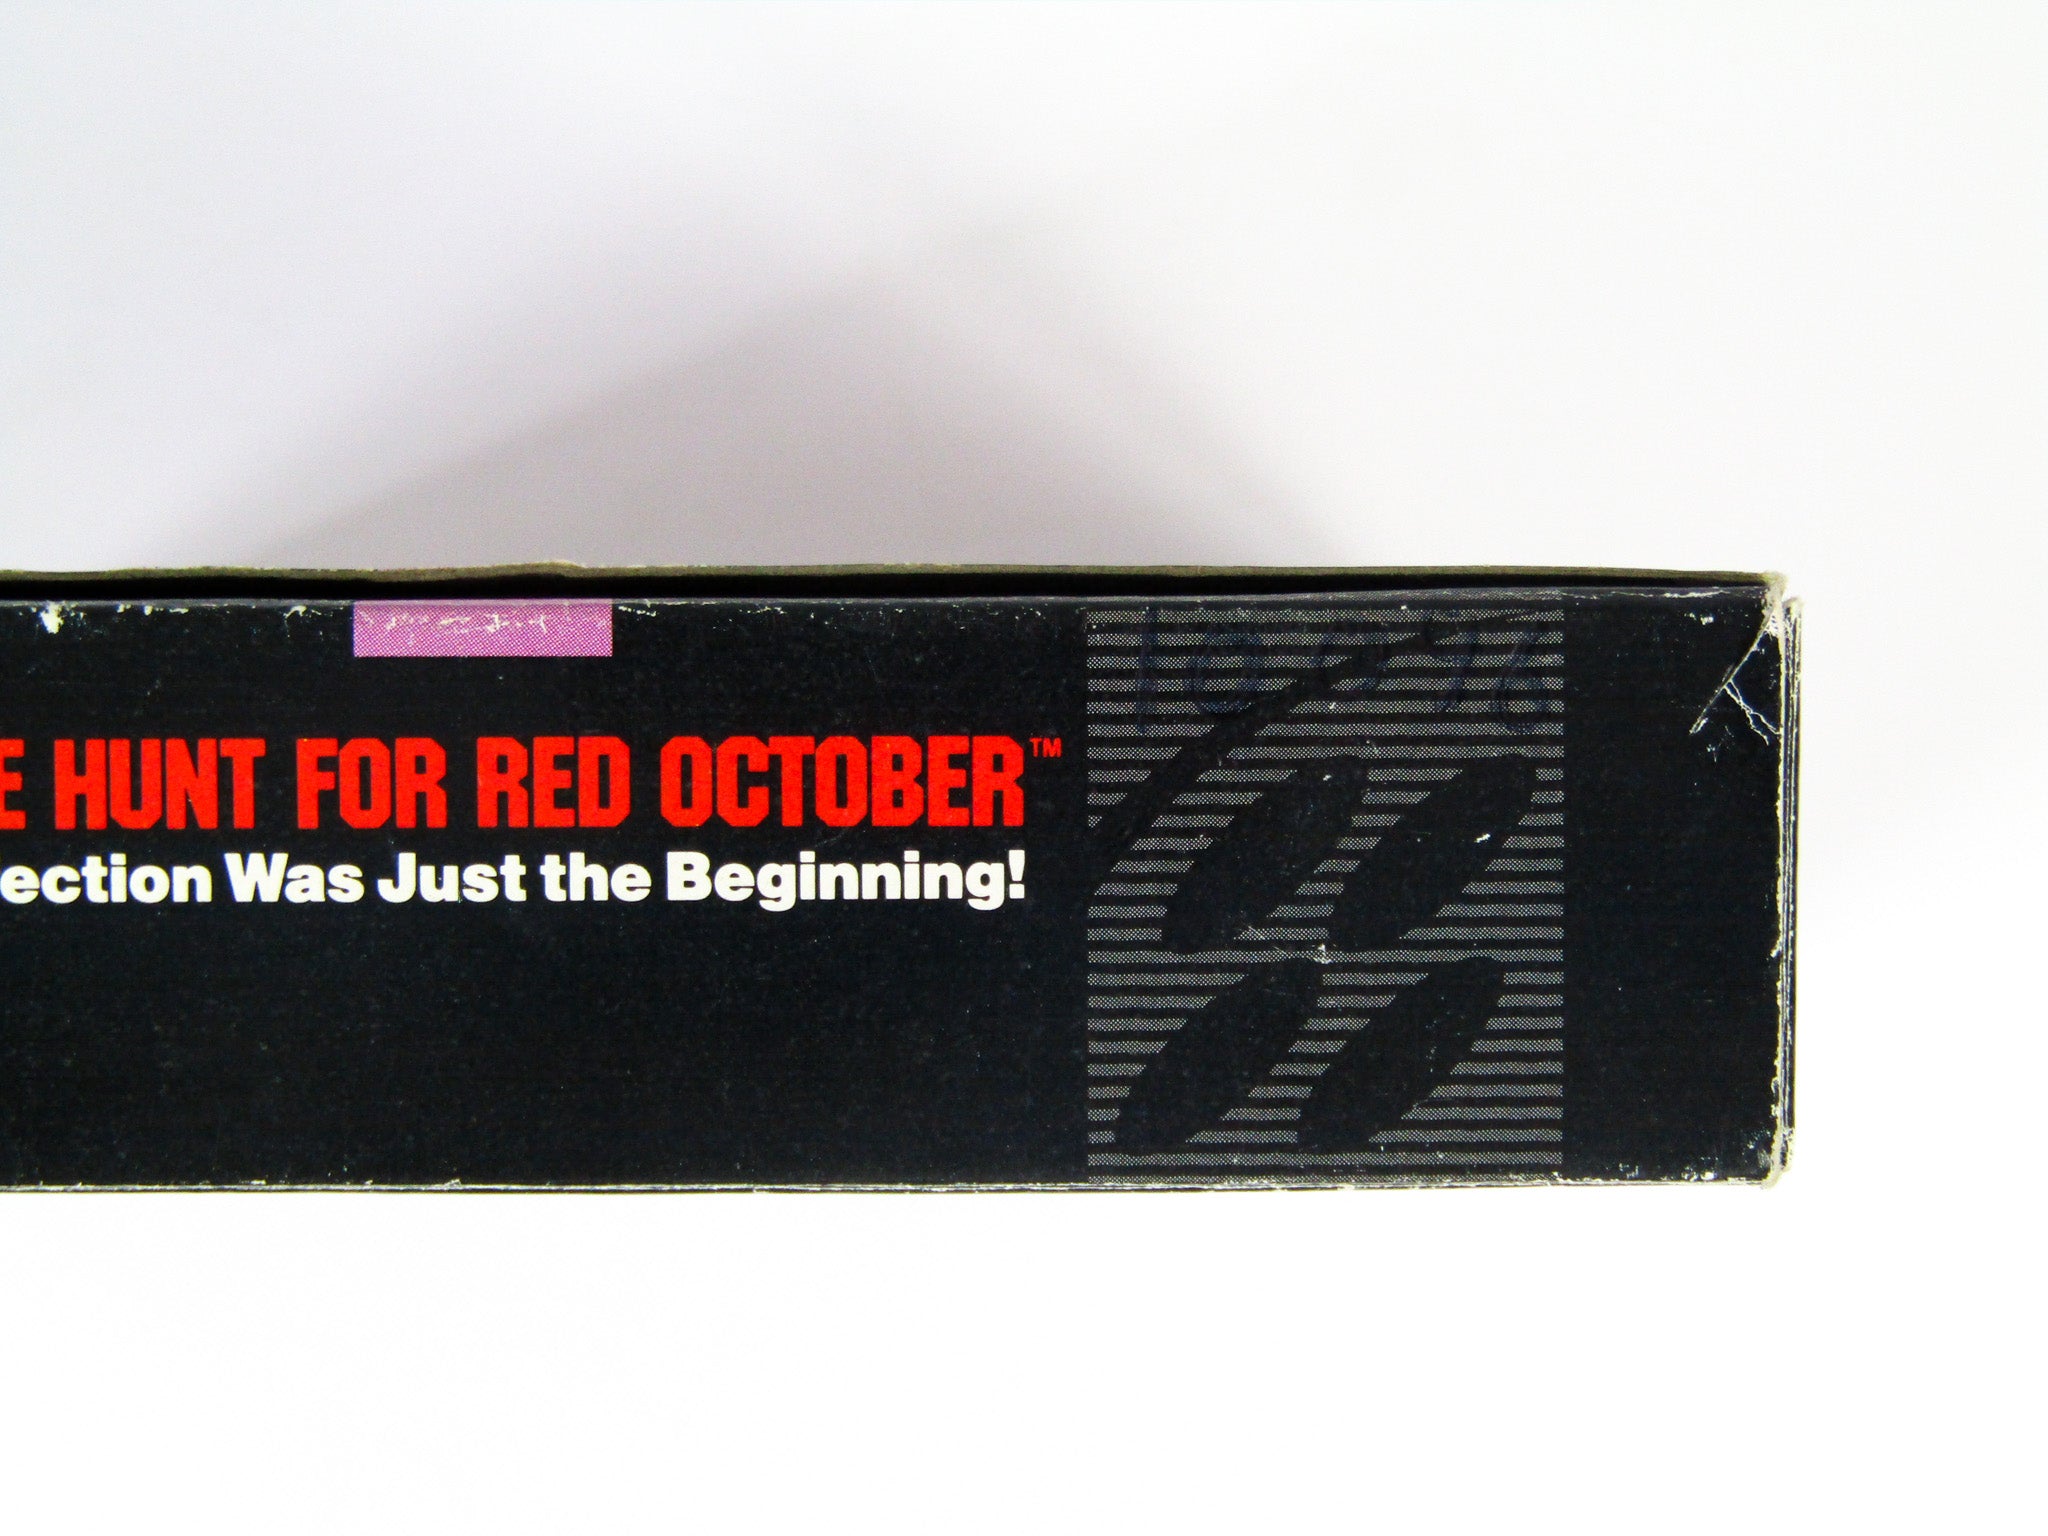 E HUNT FOR RED OCTOBER™
ection Was Just the Beginning!